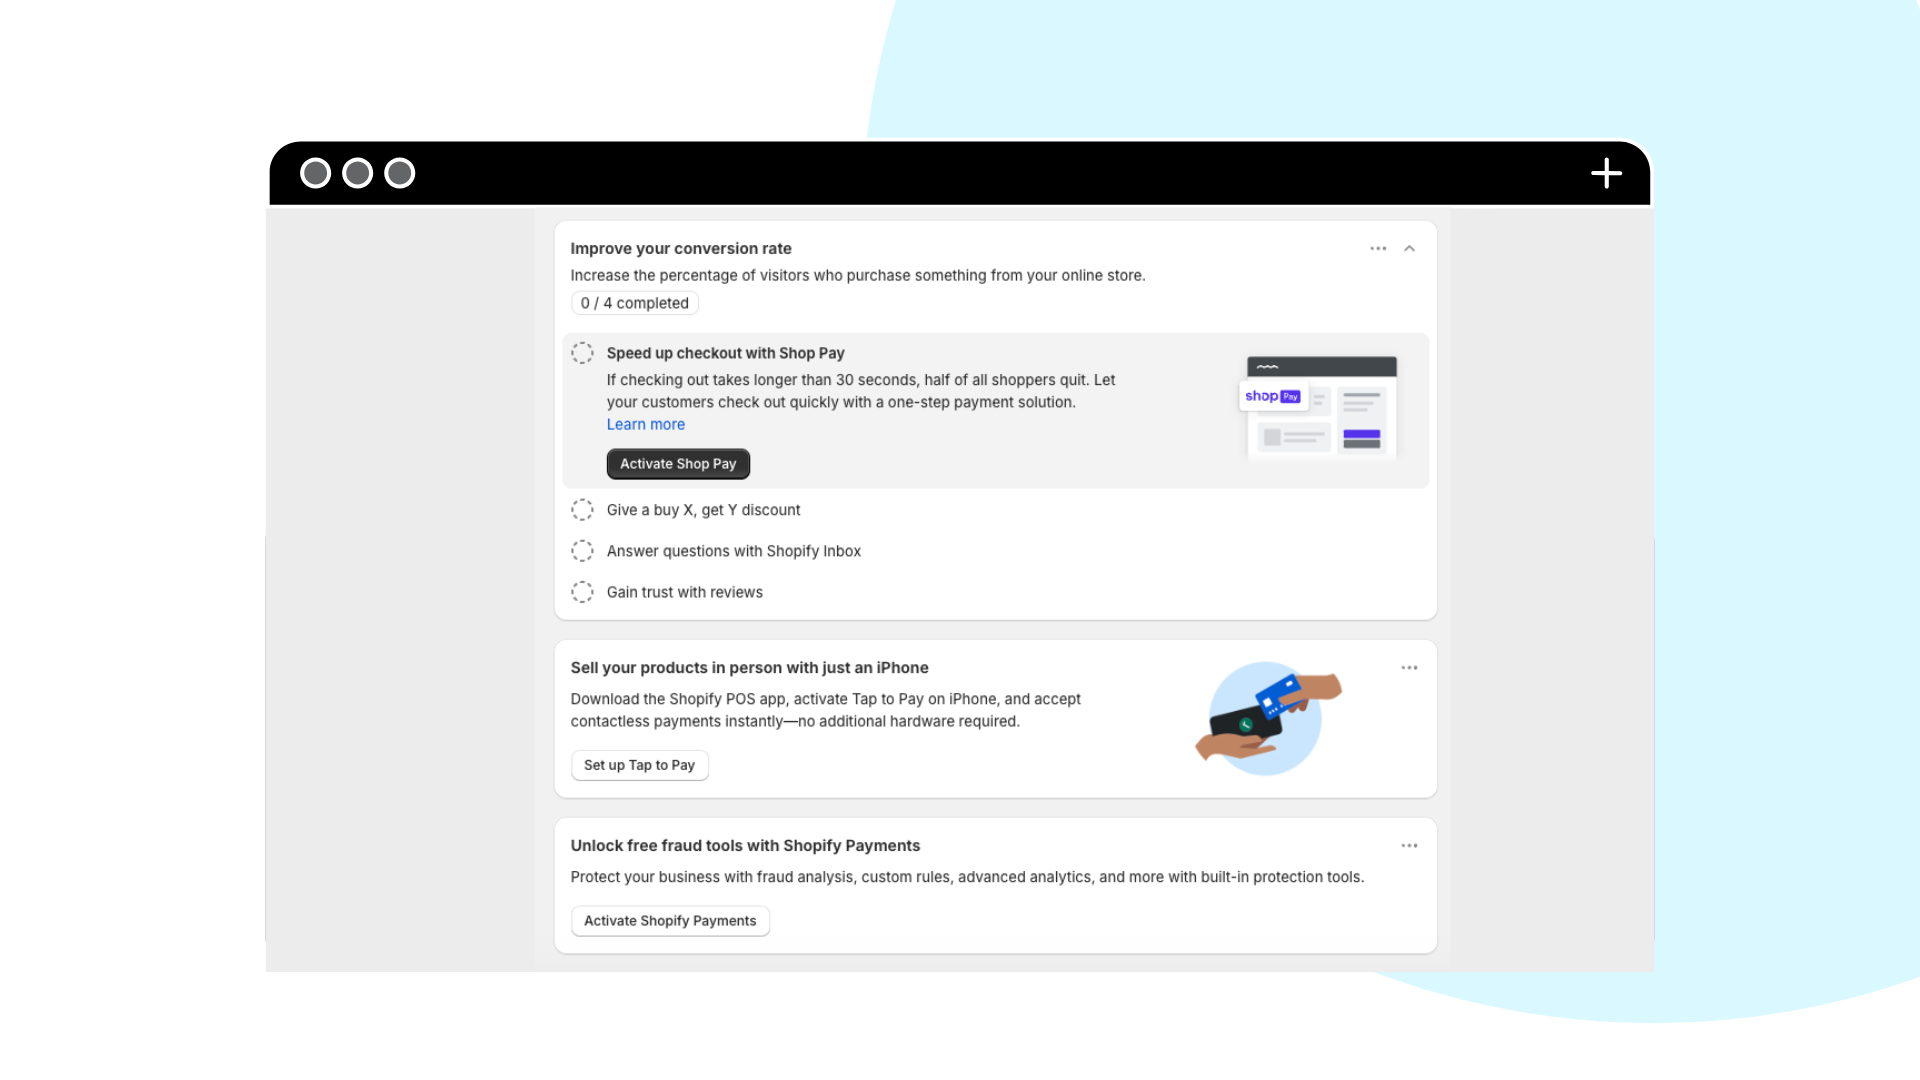 Improve your conversion rate
Increase the percentage of visitors who purchase something from your online store.
0 / 4 completed
Speed up checkout with Shop Pay
If checking out takes longer than 30 seconds, half of all shoppers quit. Let
your customers check out quickly with a one-step payment solution.
Learn more
shop Pay
Activate Shop Pay
Give a buy X, get Y discount
Answer questions with Shopify Inbox
Gain trust with reviews
Sell your products in person with just an iPhone
Download the Shopify POS app, activate Tap to Pay on iPhone, and accept
contactless payments instantly—no additional hardware required.
Set up Tap to Pay
Unlock free fraud tools with Shopify Payments
Protect your business with fraud analysis, custom rules, advanced analytics, and more with built-in protection tools.
Activate Shopify Payments